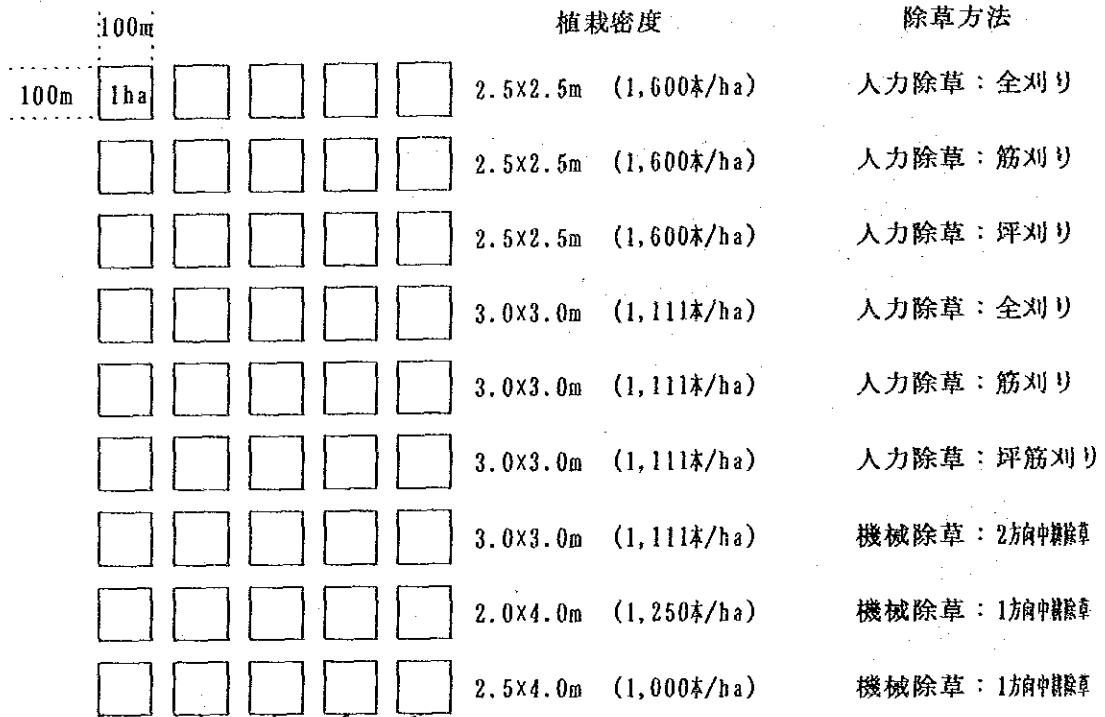 100m 植栽密度 除草方法
100m 1ha 2.5X2.5m (1,600本/ha) 人力除草：全刈り
2.5X2.5m (1,600本/ha) 人力除草：筋刈り
2.5X2.5m (1,600本/ha) 人力除草：坪刈り
3.0X3.0m (1,111本/ha) 人力除草：全刈り
3.0X3.0m (1,111本/ha) 人力除草：筋刈り
3.0X3.0m (1,111本/ha) 人力除草：坪筋刈り
3.0X3.0m (1,111本/ha) 機械除草：2方向中耕除草
2.0X4.0m (1,250本/ha) 機械除草：1方向中耕除草
2.5X4.0m (1,000本/ha) 機械除草：1方向中耕除草